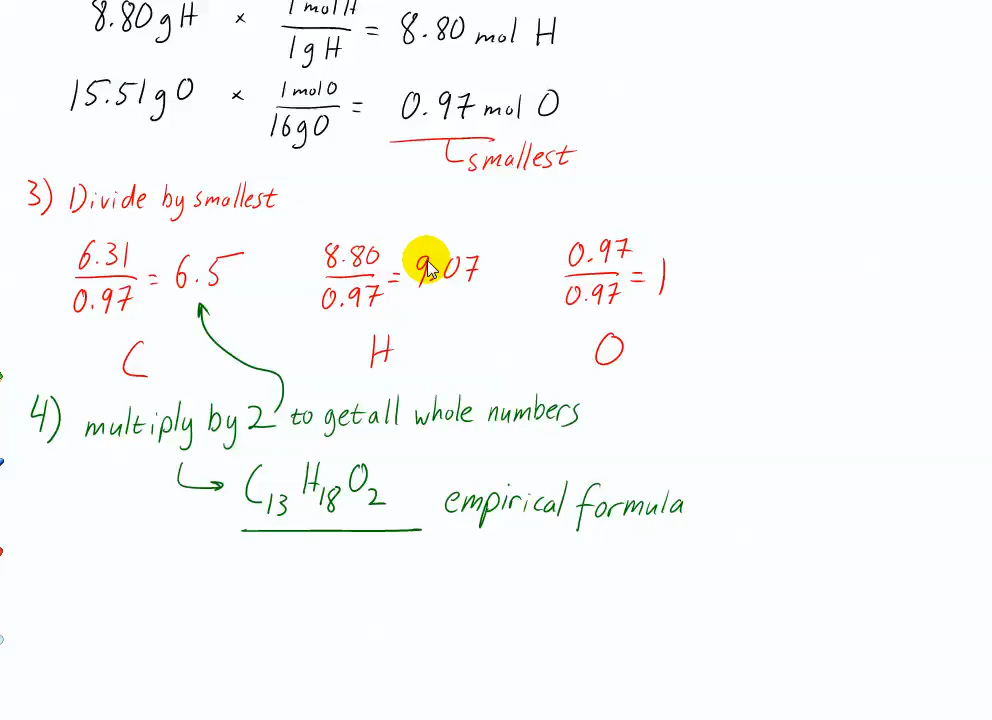 8.80 g H × 1 mol H / 1 g H = 8.80 mol H
15.51 g O × 1 mol O / 16 g O = 0.97 mol O
smallest
3) Divide by smallest
6.31 / 0.97 = 6.5 8.80 / 0.97 = 9.07 0.97 / 0.97 = 1
C H O
4) multiply by 2 to get all whole numbers
C₁₃ H₁₈ O₂ empirical formula